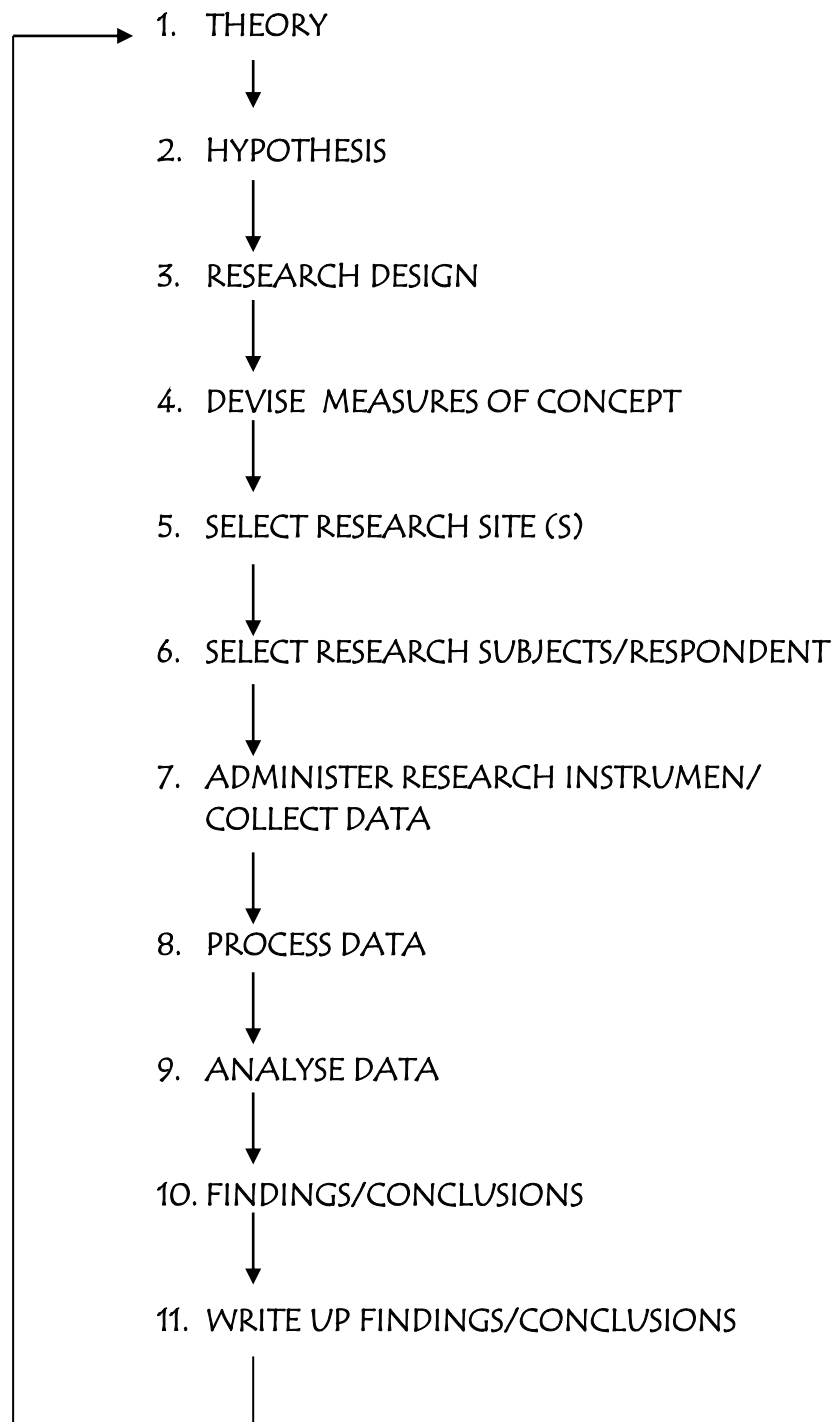 1. THEORY
2. HYPOTHESIS
3. RESEARCH DESIGN
4. DEVISE MEASURES OF CONCEPT
5. SELECT RESEARCH SITE (S)
6. SELECT RESEARCH SUBJECTS/RESPONDENT
7. ADMINISTER RESEARCH INSTRUMEN/
COLLECT DATA
8. PROCESS DATA
9. ANALYSE DATA
10. FINDINGS/CONCLUSIONS
11. WRITE UP FINDINGS/CONCLUSIONS